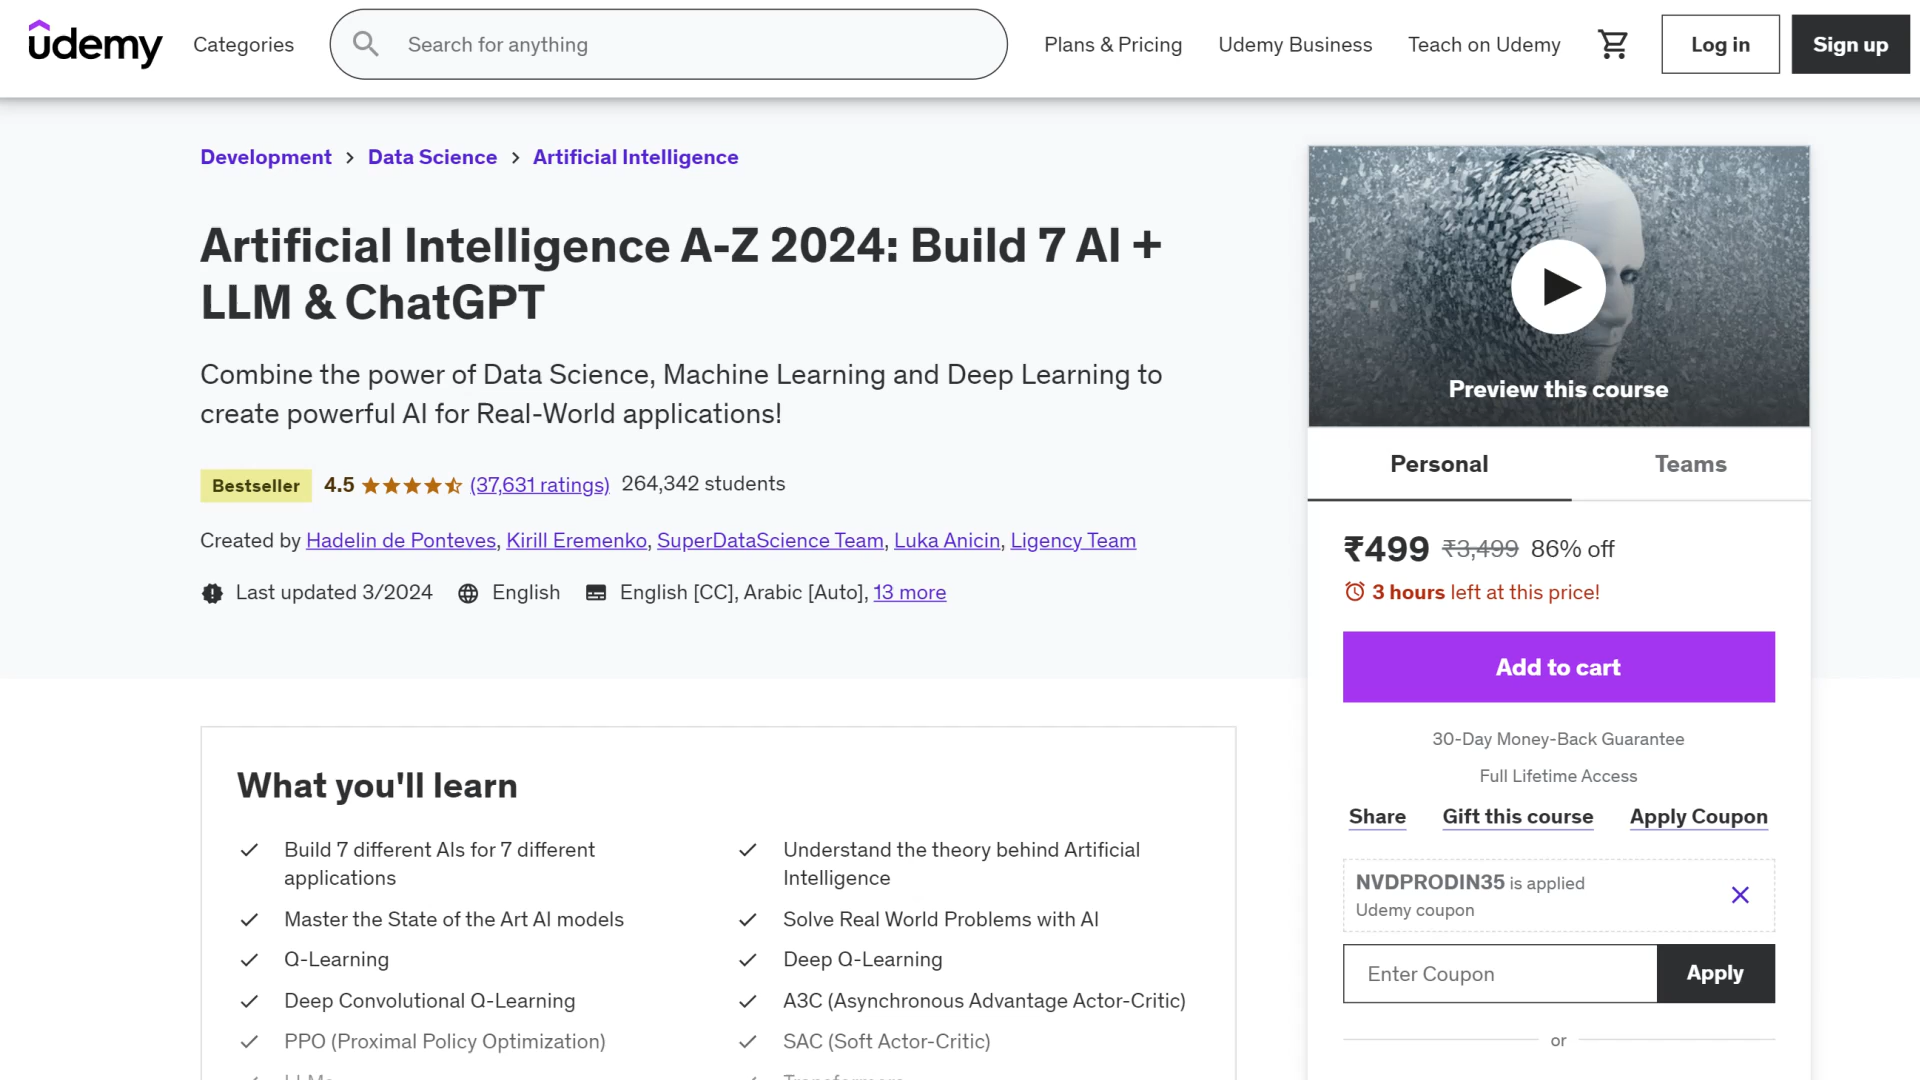 udemy
Categories
Search for anything
Plans & Pricing
Udemy Business
Teach on Udemy
Log in
Sign up
Development > Data Science > Artificial Intelligence
Artificial Intelligence A-Z 2024: Build 7 AI +
LLM & ChatGPT
Combine the power of Data Science, Machine Learning and Deep Learning to
create powerful AI for Real-World applications!
Bestseller 4.5 (37,631 ratings) 264,342 students
Created by Hadelin de Ponteves, Kirill Eremenko, SuperDataScience Team, Luka Anicin, Ligency Team
Last updated 3/2024 English English [CC], Arabic [Auto], 13 more
Preview this course
Personal
Teams
₹499 ₹3,499 86% off
3 hours left at this price!
Add to cart
30-Day Money-Back Guarantee
Full Lifetime Access
Share
Gift this course
Apply Coupon
NVDPRODIN35 is applied
Udemy coupon
Enter Coupon
Apply
or
What you'll learn
Build 7 different AIs for 7 different
applications
Understand the theory behind Artificial
Intelligence
Master the State of the Art AI models
Solve Real World Problems with AI
Q-Learning
Deep Q-Learning
Deep Convolutional Q-Learning
A3C (Asynchronous Advantage Actor-Critic)
PPO (Proximal Policy Optimization)
SAC (Soft Actor-Critic)